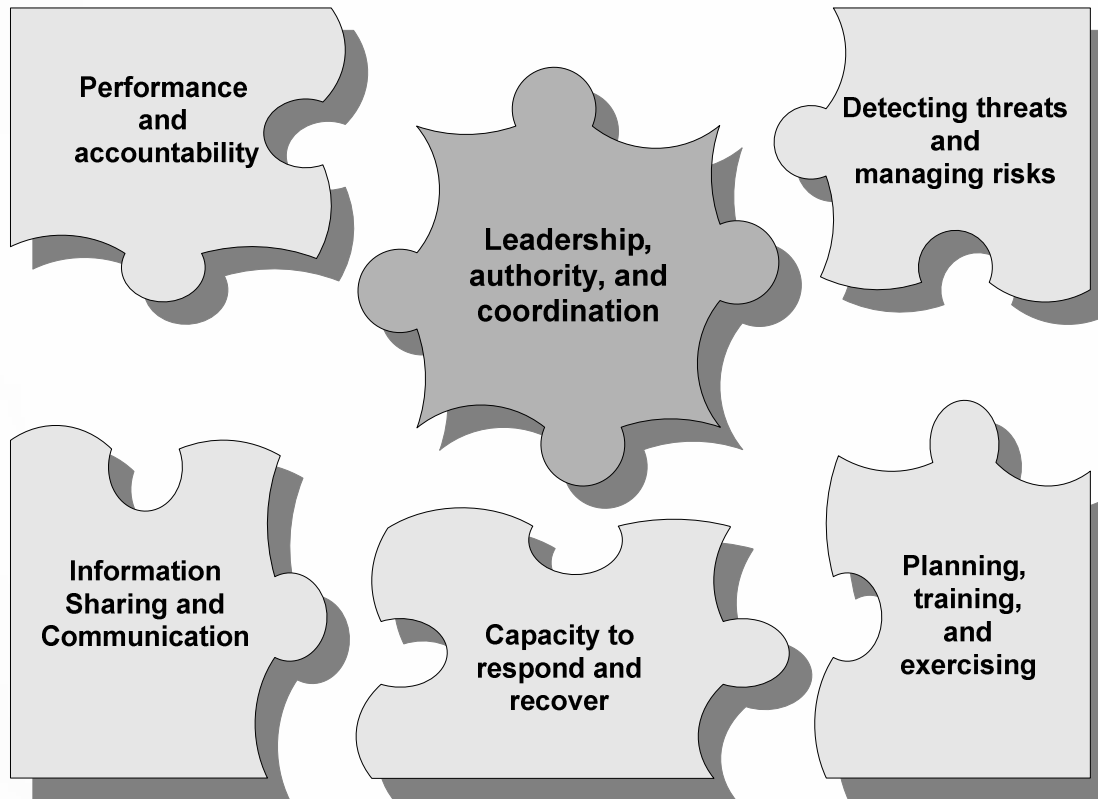 Performance
and
accountability
Leadership,
authority, and
coordination
Detecting threats
and
managing risks
Information
Sharing and
Communication
Capacity to
respond and
recover
Planning,
training,
and
exercising